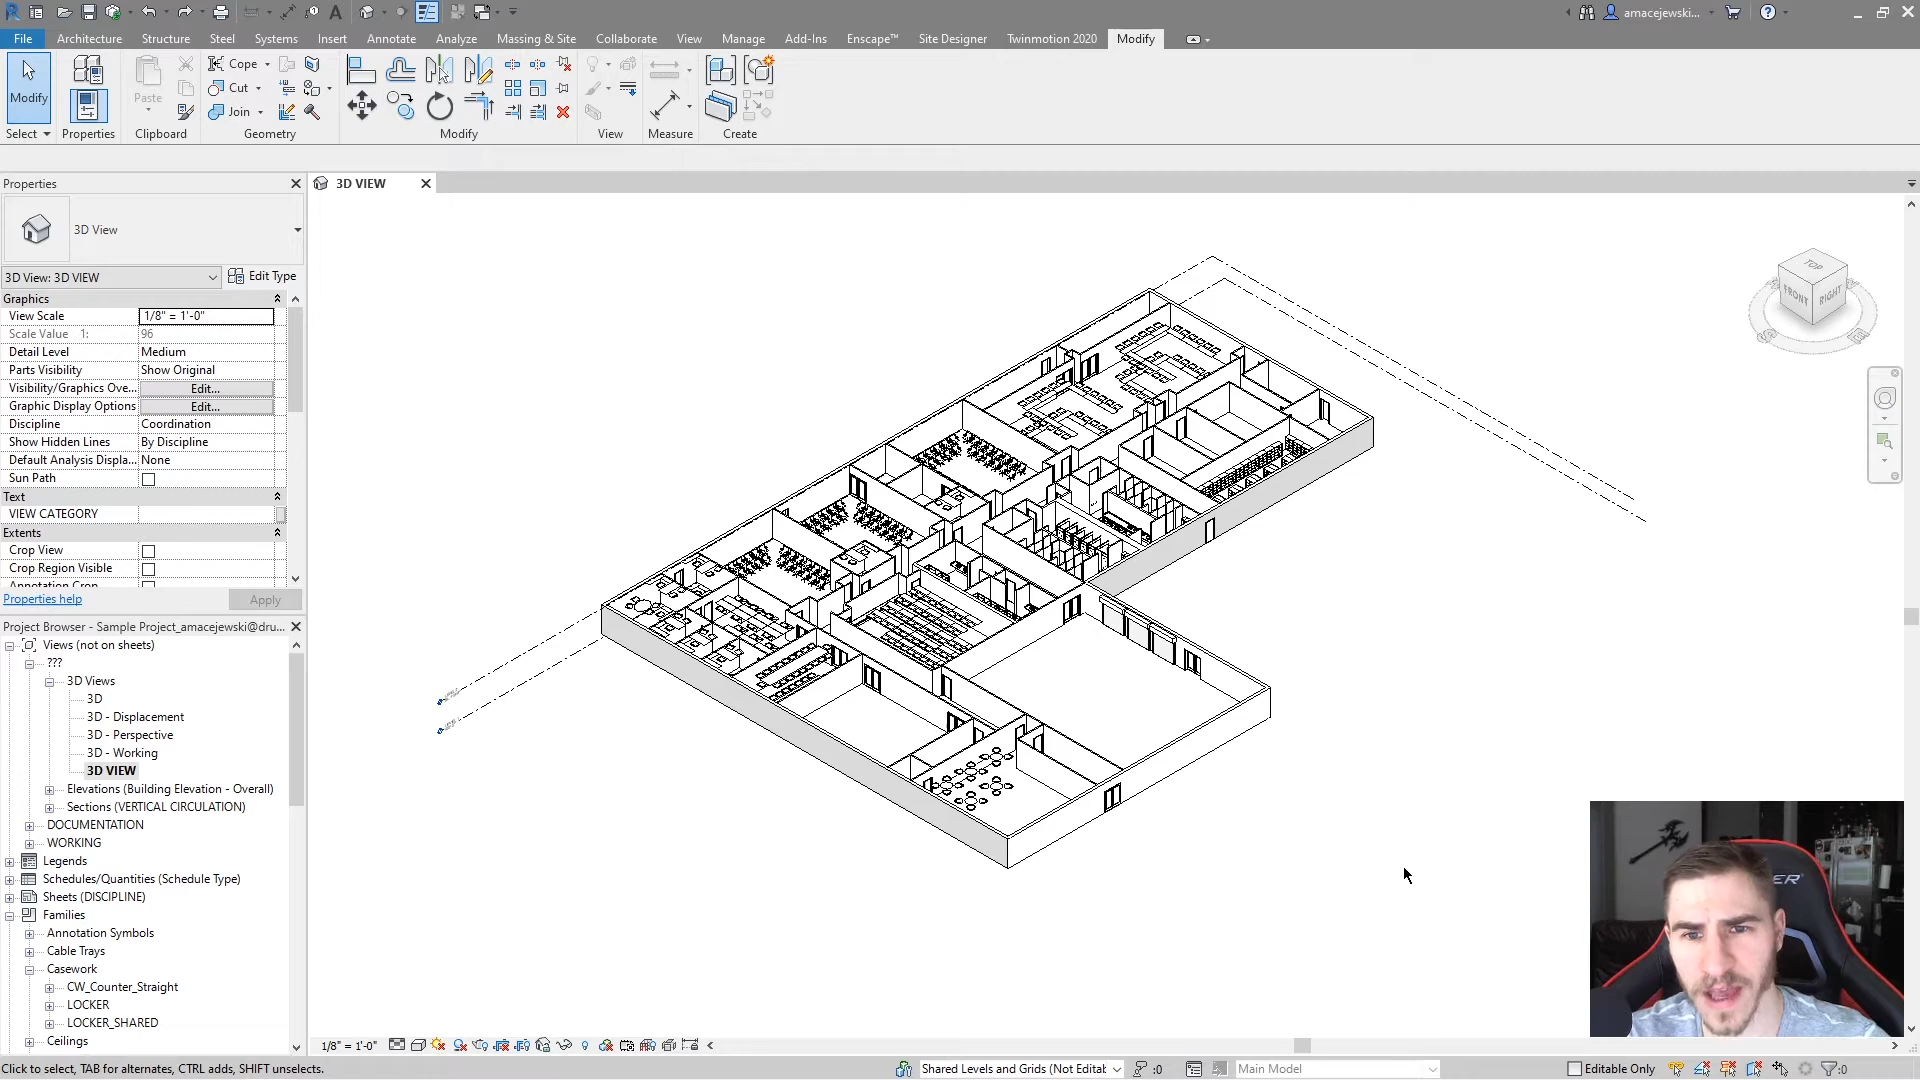 amacejewski...
File Architecture Structure Steel Systems Insert Annotate Analyze Massing & Site Collaborate View Manage Add-Ins Enscape™ Site Designer Twinmotion 2020 Modify
Modify
Paste
Cope
Cut
Join
Select Properties Clipboard Geometry Modify View Measure Create
Properties
3D VIEW
3D View
3D View: 3D VIEW Edit Type
Graphics
View Scale 1/8" = 1'-0"
Scale Value 1: 96
Detail Level Medium
Parts Visibility Show Original
Visibility/Graphics Ove... Edit...
Graphic Display Options Edit...
Discipline Coordination
Show Hidden Lines By Discipline
Default Analysis Displa... None
Sun Path
Text
VIEW CATEGORY
Extents
Crop View
Crop Region Visible
Annotation Crop
Properties help Apply
Project Browser - Sample Project_amacejewski@dru...
Views (not on sheets)
???
3D Views
3D
3D - Displacement
3D - Perspective
3D - Working
3D VIEW
Elevations (Building Elevation - Overall)
Sections (VERTICAL CIRCULATION)
DOCUMENTATION
WORKING
Legends
Schedules/Quantities (Schedule Type)
Sheets (DISCIPLINE)
Families
Annotation Symbols
Cable Trays
Casework
CW_Counter_Straight
LOCKER
LOCKER_SHARED
Ceilings
TOP
FRONT
RIGHT
1/8" = 1'-0"
Click to select, TAB for alternates, CTRL adds, SHIFT unselects.
Shared Levels and Grids (Not Editab
:0
Main Model
Editable Only
:0